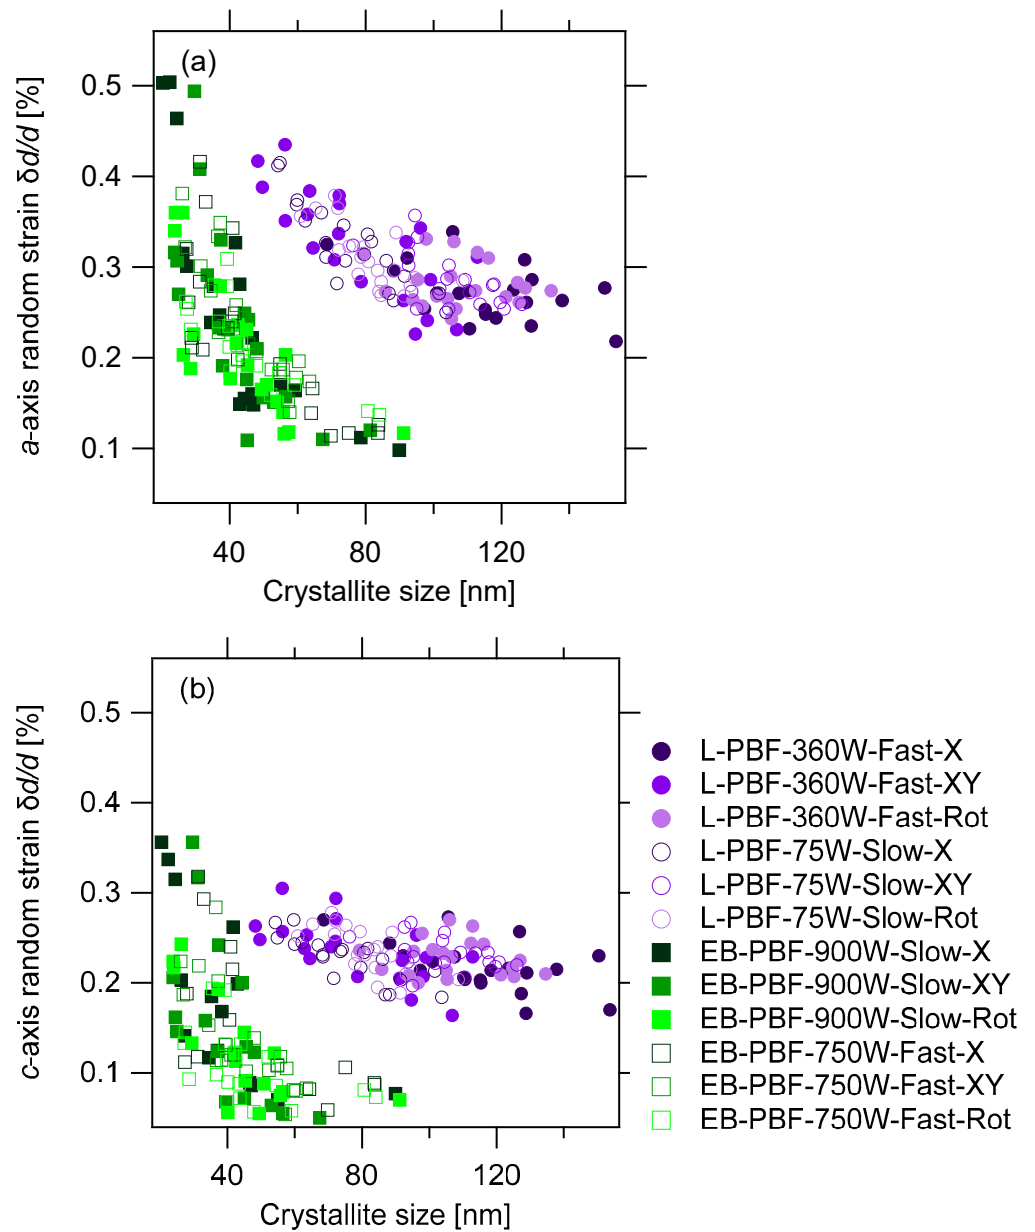 (a)
0.5
0.4
0.3
0.2
0.1
a-axis random strain δd/d [%]
40 80 120
Crystallite size [nm]
(b)
0.5
0.4
0.3
0.2
0.1
c-axis random strain δd/d [%]
40 80 120
Crystallite size [nm]
L-PBF-360W-Fast-X
L-PBF-360W-Fast-XY
L-PBF-360W-Fast-Rot
L-PBF-75W-Slow-X
L-PBF-75W-Slow-XY
L-PBF-75W-Slow-Rot
EB-PBF-900W-Slow-X
EB-PBF-900W-Slow-XY
EB-PBF-900W-Slow-Rot
EB-PBF-750W-Fast-X
EB-PBF-750W-Fast-XY
EB-PBF-750W-Fast-Rot